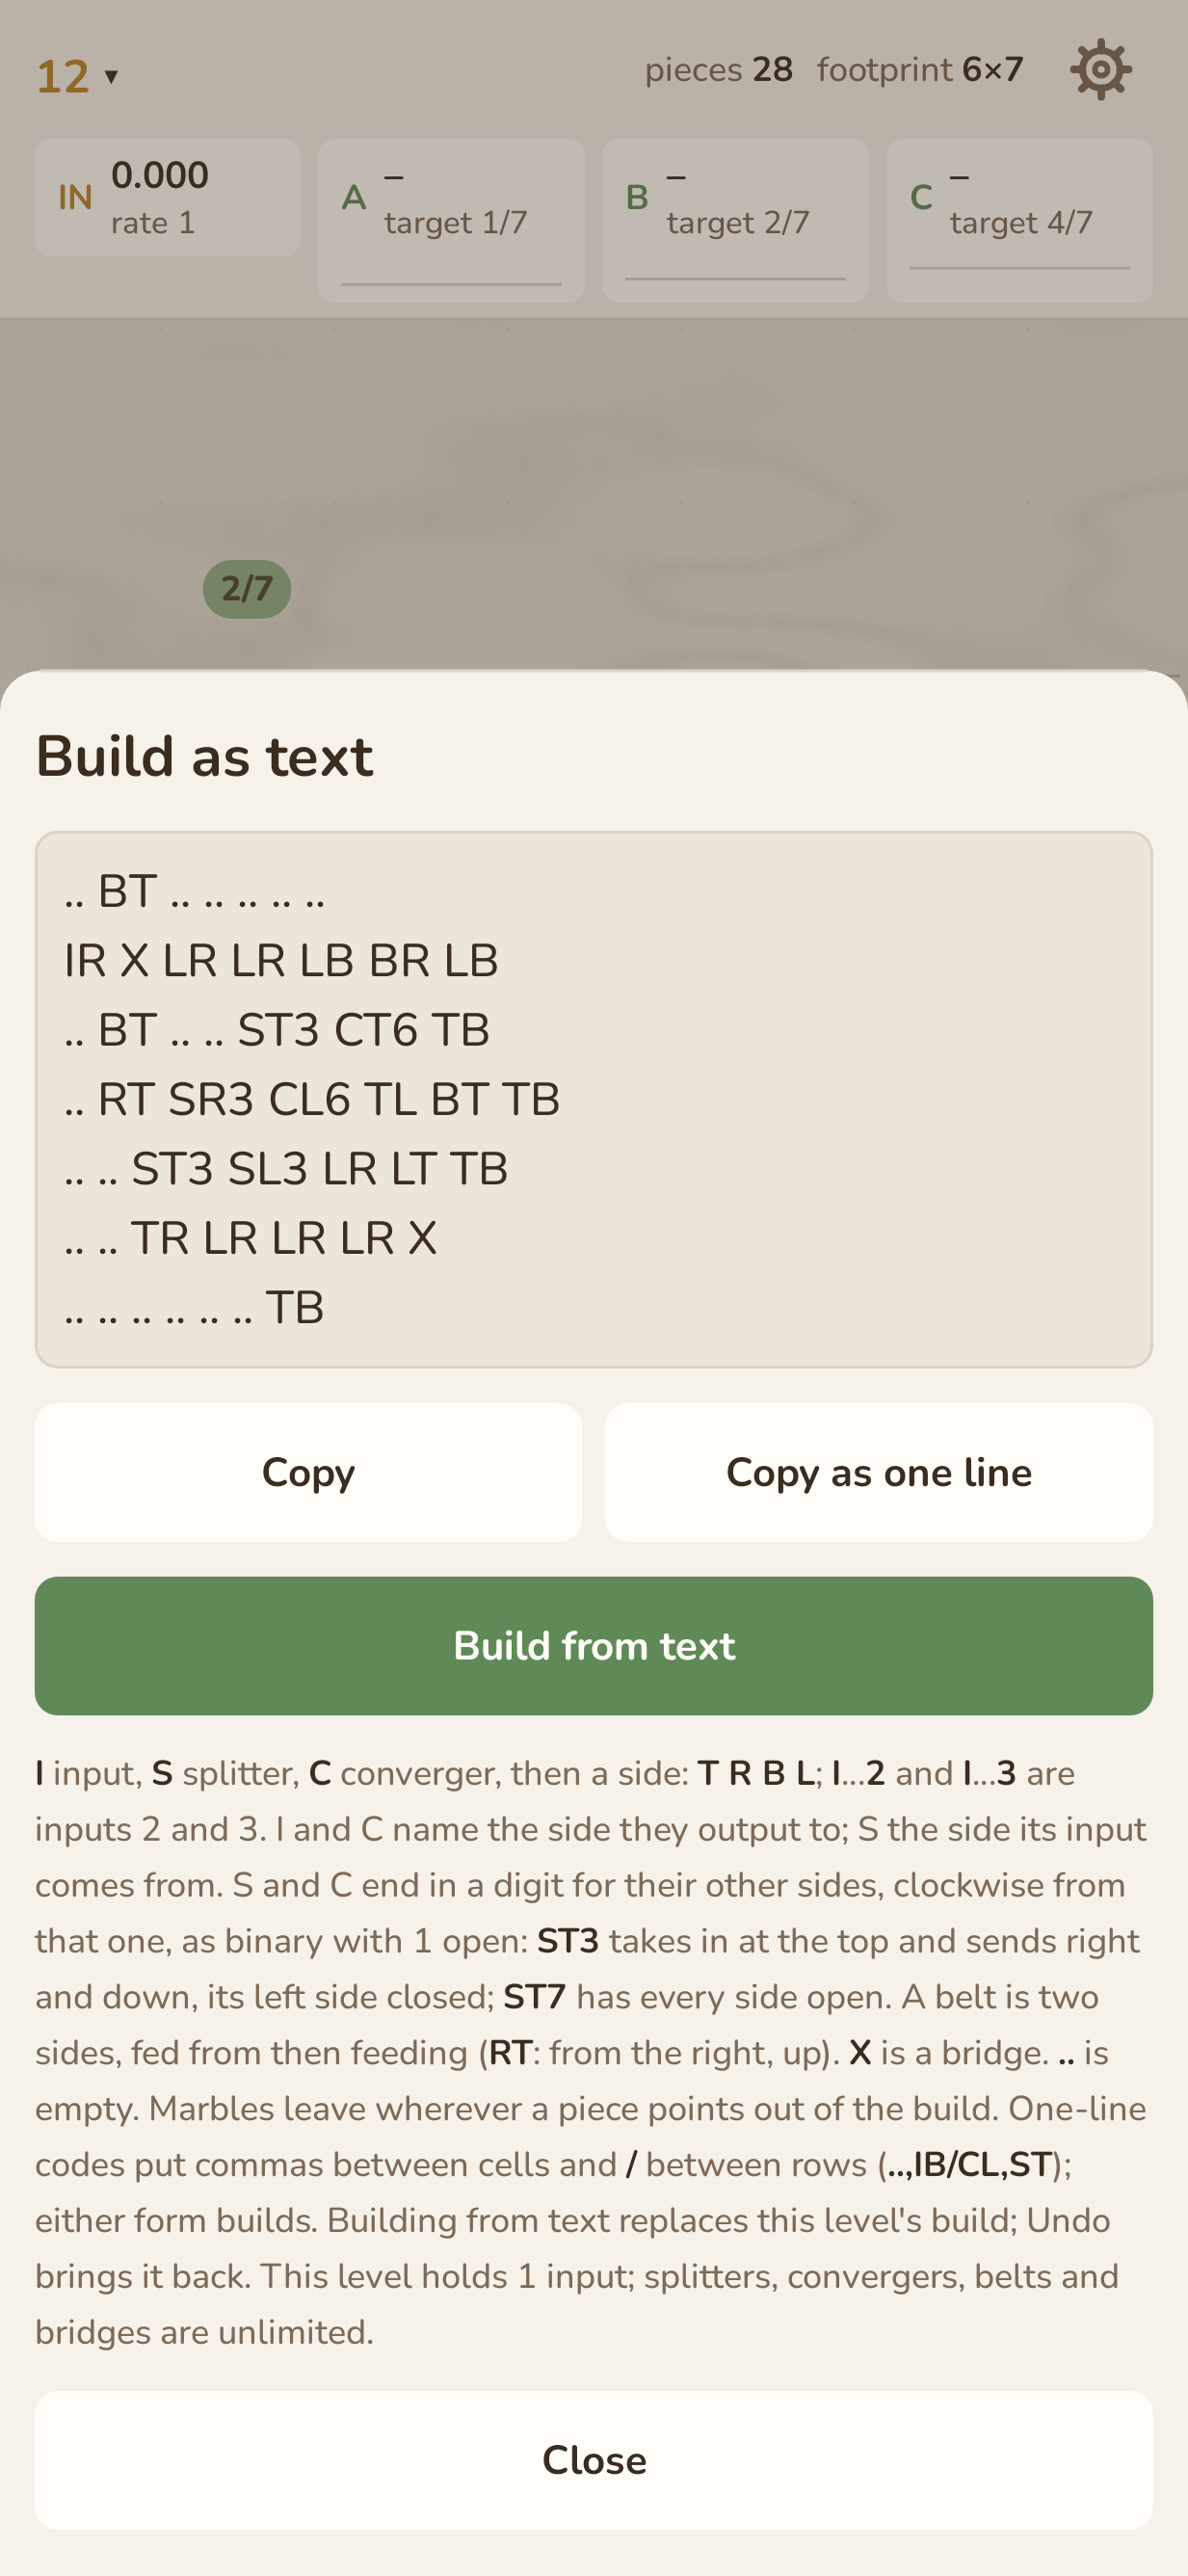 12 ▼ pieces 28 footprint 6×7
IN 0.000 rate 1
A – target 1/7
B – target 2/7
C – target 4/7
2/7
Build as text
.. BT .. .. .. .. ..
IR X LR LR LB BR LB
.. BT .. .. ST3 CT6 TB
.. RT SR3 CL6 TL BT TB
.. .. ST3 SL3 LR LT TB
.. .. TR LR LR LR X
.. .. .. .. .. .. TB
Copy
Copy as one line
Build from text
I input, S splitter, C converger, then a side: T R B L; I...2 and I...3 are
inputs 2 and 3. I and C name the side they output to; S the side its input
comes from. S and C end in a digit for their other sides, clockwise from
that one, as binary with 1 open: ST3 takes in at the top and sends right
and down, its left side closed; ST7 has every side open. A belt is two
sides, fed from then feeding (RT: from the right, up). X is a bridge. .. is
empty. Marbles leave wherever a piece points out of the build. One-line
codes put commas between cells and / between rows (..,IB/CL,ST);
either form builds. Building from text replaces this level's build; Undo
brings it back. This level holds 1 input; splitters, convergers, belts and
bridges are unlimited.
Close